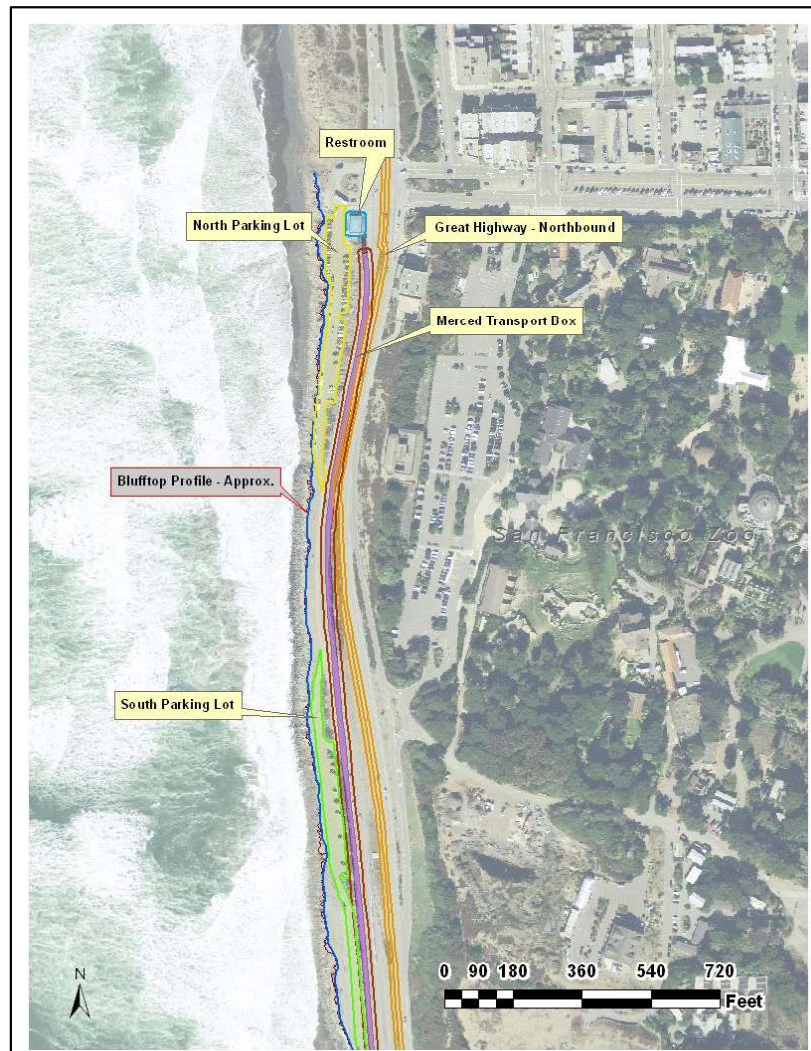 Restroom
North Parking Lot
Great Highway - Northbound
Merced Transport Box
Blufftop Profile - Approx.
San Francisco Zoo
South Parking Lot
N
0 90 180 360 540 720
Feet